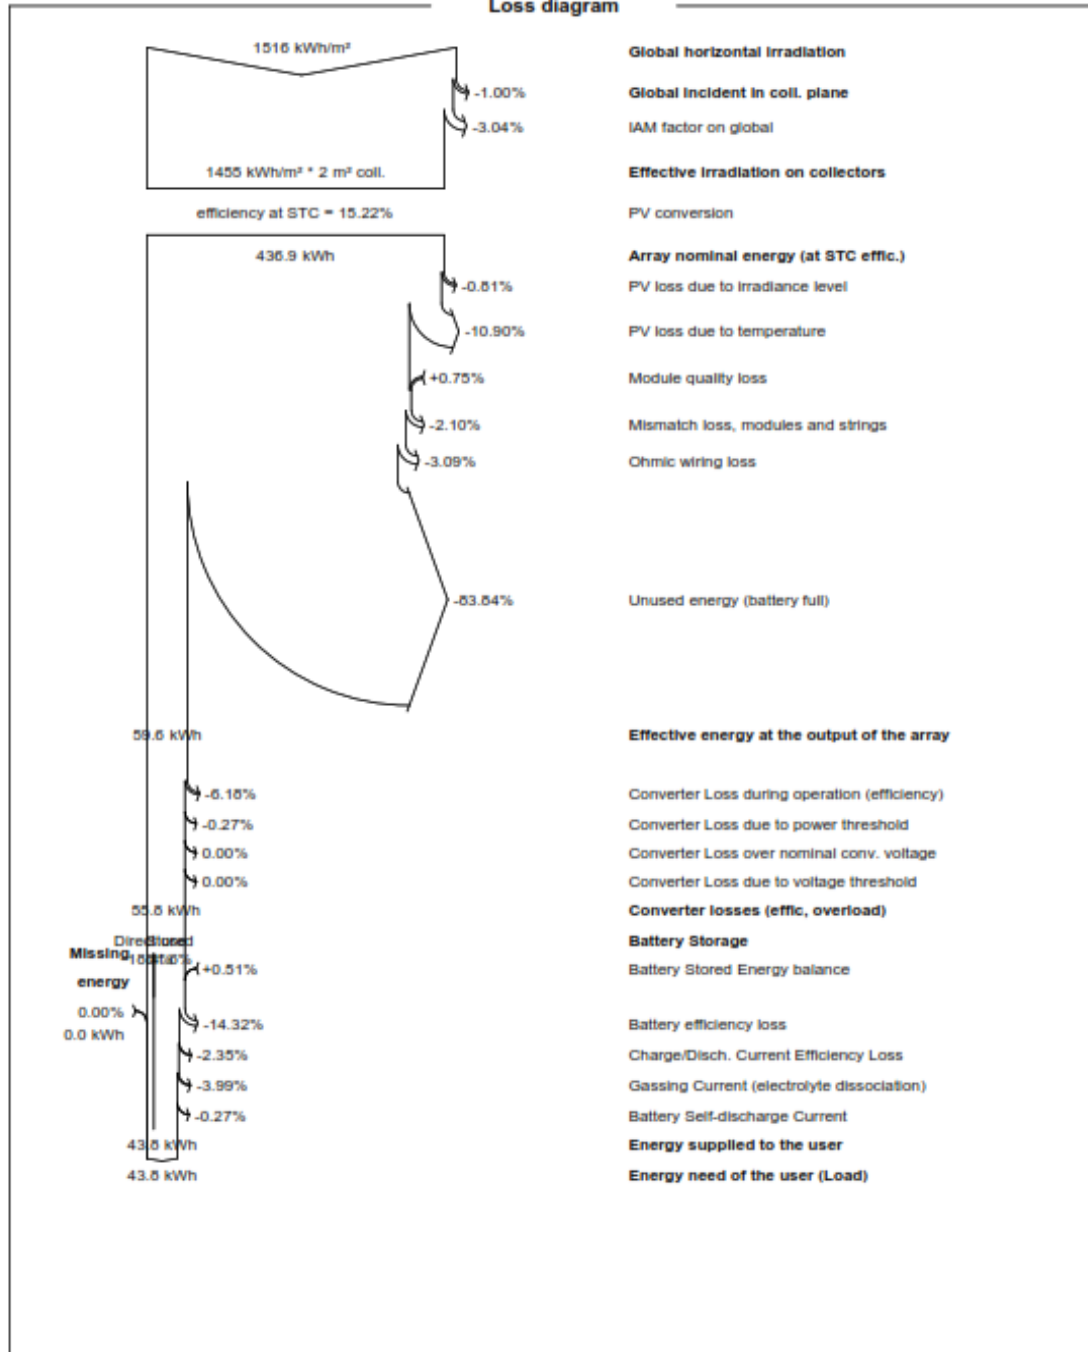 Loss diagram
1516 kWh/m² Global horizontal irradiation
-1.00% Global incident in coll. plane
-3.04% IAM factor on global
1455 kWh/m² * 2 m² coll. Effective irradiation on collectors
efficiency at STC = 15.22% PV conversion
436.9 kWh Array nominal energy (at STC effic.)
-0.81% PV loss due to irradiance level
-10.90% PV loss due to temperature
+0.75% Module quality loss
-2.10% Mismatch loss, modules and strings
-3.09% Ohmic wiring loss
-83.84% Unused energy (battery full)
59.6 kWh Effective energy at the output of the array
-6.18% Converter Loss during operation (efficiency)
-0.27% Converter Loss due to power threshold
0.00% Converter Loss over nominal conv. voltage
0.00% Converter Loss due to voltage threshold
55.8 kWh Converter losses (effic, overload)
Direct use Stored Battery Storage
Missing
+0.51% Battery Stored Energy balance
energy
0.00%
-14.32% Battery efficiency loss
0.0 kWh
-2.35% Charge/Disch. Current Efficiency Loss
-3.99% Gassing Current (electrolyte dissociation)
-0.27% Battery Self-discharge Current
43.8 kWh Energy supplied to the user
43.8 kWh Energy need of the user (Load)